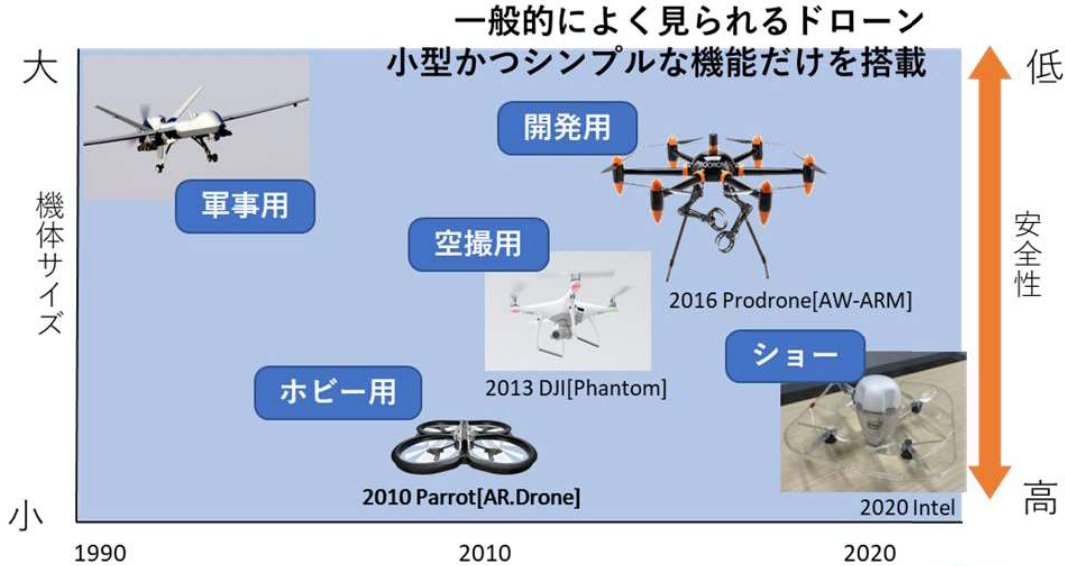 一般的によく見られるドローン
小型かつシンプルな機能だけを搭載
大
低
開発用
軍事用
機体サイズ
安全性
空撮用
2016 Prodrone[AW-ARM]
ショー
ホビー用
2013 DJI[Phantom]
2010 Parrot[AR.Drone]
2020 Intel
小
高
1990
2010
2020